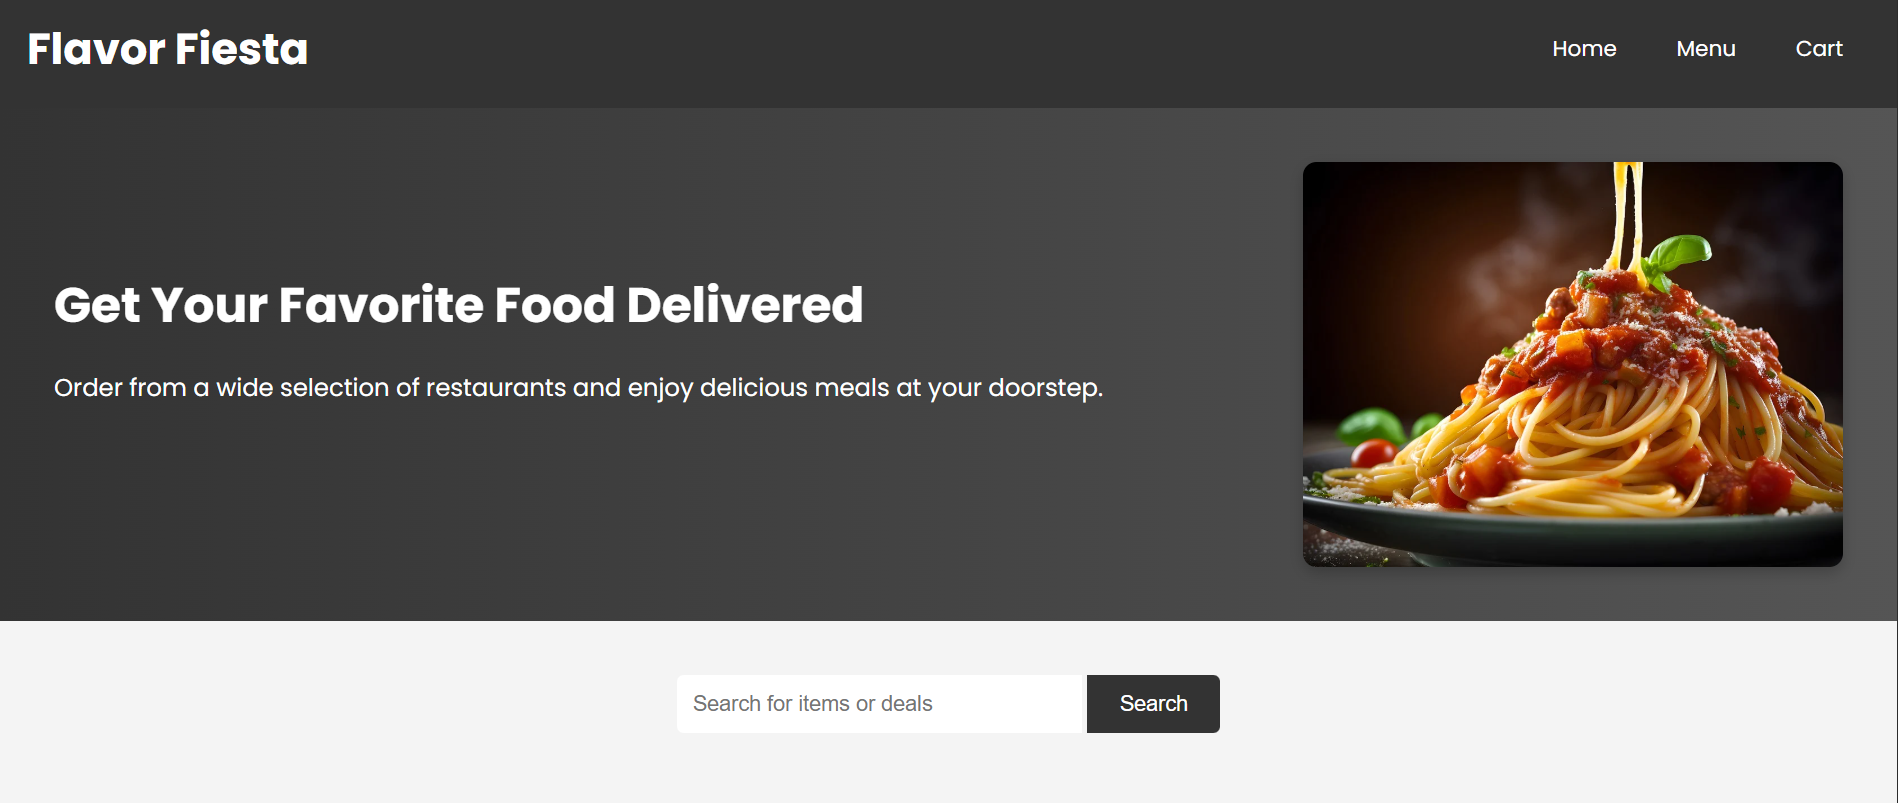 Flavor Fiesta
Home Menu Cart
Get Your Favorite Food Delivered
Order from a wide selection of restaurants and enjoy delicious meals at your doorstep.
Search for items or deals Search